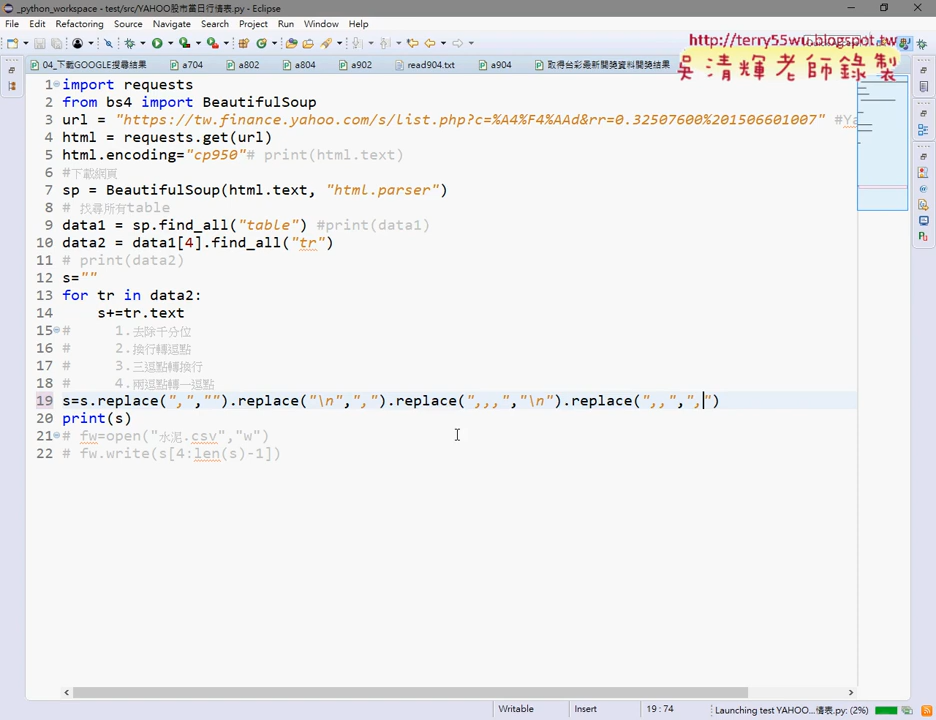 _python_workspace - test/src/YAHOO股市當日行情表.py - Eclipse
File Edit Refactoring Source Navigate Search Project Run Window Help
http://terry55wu.blogspot.tw
吳清輝老師錄製
04_下載GOOGLE搜尋結果 a704 a802 a804 a902 read904.txt a904 取得台彩最新開獎資料開獎結果
1 import requests
2 from bs4 import BeautifulSoup
3 url = "https://tw.finance.yahoo.com/s/list.php?c=%A4%F4%AAd&rr=0.32507600%201506601007" #Ya
4 html = requests.get(url)
5 html.encoding="cp950"# print(html.text)
6 #下載網頁
7 sp = BeautifulSoup(html.text, "html.parser")
8 # 找尋所有table
9 data1 = sp.find_all("table") #print(data1)
10 data2 = data1[4].find_all("tr")
11 # print(data2)
12 s=""
13 for tr in data2:
14 s+=tr.text
15 # 1.去除千分位
16 # 2.換行轉逗點
17 # 3.三逗點轉換行
18 # 4.兩逗點轉一逗點
19 s=s.replace(",","").replace("\n",",").replace(",,,","\n").replace(",,",",")
20 print(s)
21 # fw=open("水泥.csv","w")
22 # fw.write(s[4:len(s)-1])
Writable Insert 19 : 74 Launching test YAHOO...情表.py: (2%)